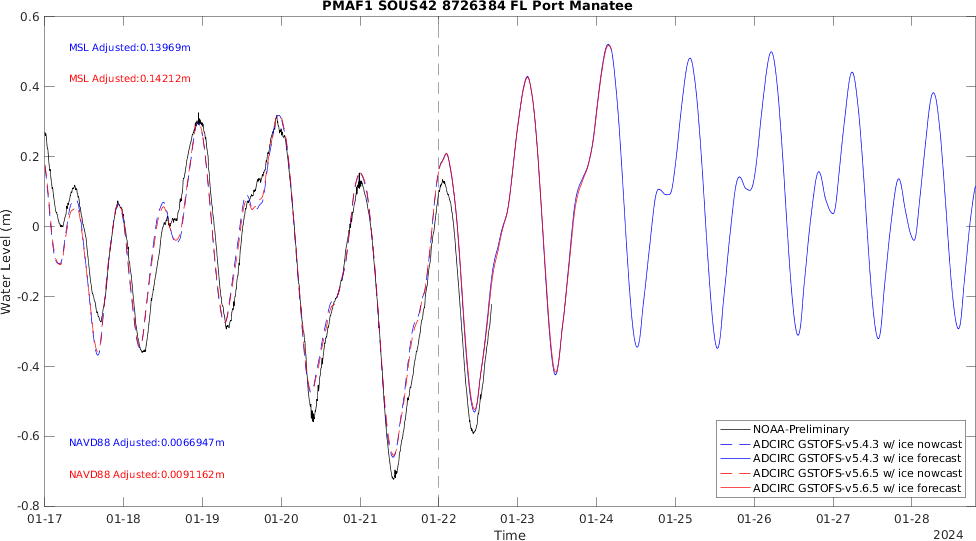 PMAF1 SOUS42 8726384 FL Port Manatee
0.6
0.4
0.2
0
-0.2
-0.4
-0.6
-0.8
Water Level (m)
MSL Adjusted:0.13969m
MSL Adjusted:0.14212m
NAVD88 Adjusted:0.0066947m
NAVD88 Adjusted:0.0091162m
NOAA-Preliminary
ADCIRC GSTOFS-v5.4.3 w/ ice nowcast
ADCIRC GSTOFS-v5.4.3 w/ ice forecast
ADCIRC GSTOFS-v5.6.5 w/ ice nowcast
ADCIRC GSTOFS-v5.6.5 w/ ice forecast
01-17 01-18 01-19 01-20 01-21 01-22 01-23 01-24 01-25 01-26 01-27 01-28
Time
2024